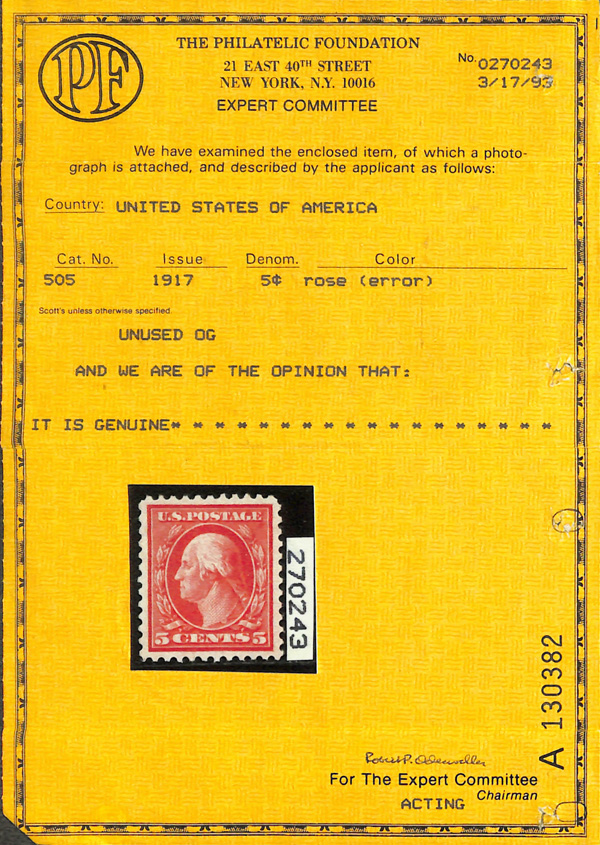 PF
THE PHILATELIC FOUNDATION
21 EAST 40TH STREET
NEW YORK, N.Y. 10016
EXPERT COMMITTEE
No. 0270243
3/17/93
We have examined the enclosed item, of which a photo-
graph is attached, and described by the applicant as follows:
Country: UNITED STATES OF AMERICA
Cat. No. Issue Denom. Color
505 1917 5¢ rose (error)
Scott's unless otherwise specified.
UNUSED OG
AND WE ARE OF THE OPINION THAT:
IT IS GENUINE* * * * * * * * * * * * * * * * * *
U.S.POSTAGE
5 CENTS 5
270243
A 130382
Robert P. Odenweller
For The Expert Committee
ACTING Chairman